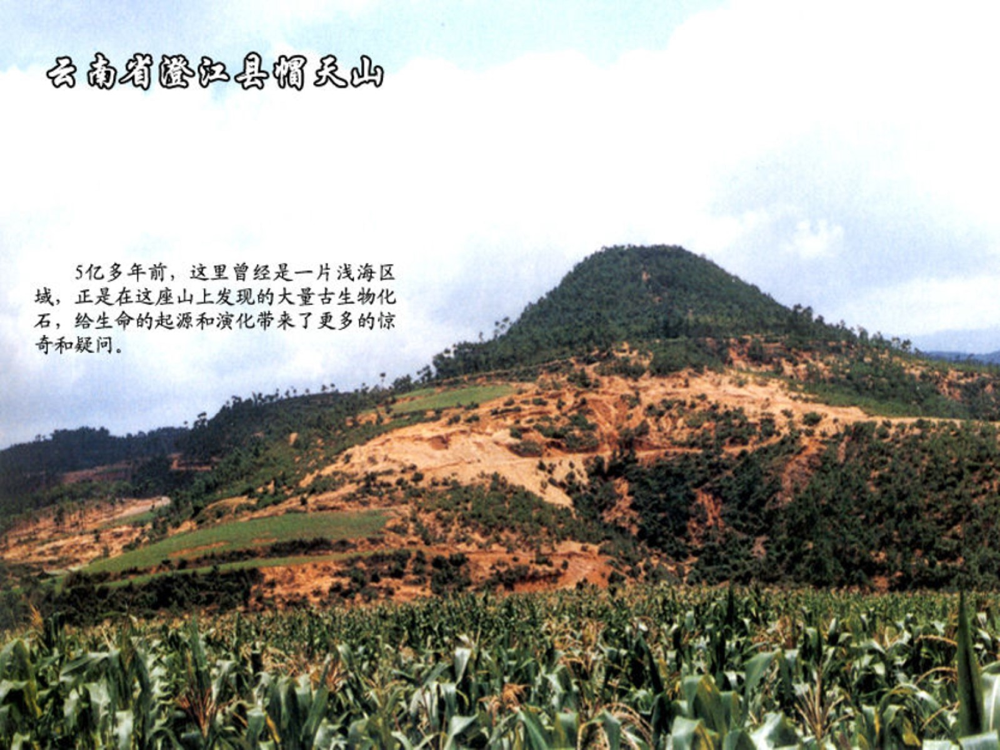 云南省澄江县帽天山
5亿多年前，这里曾经是一片浅海区
域，正是在这座山上发现的大量古生物化
石，给生命的起源和演化带来了更多的惊
奇和疑问。